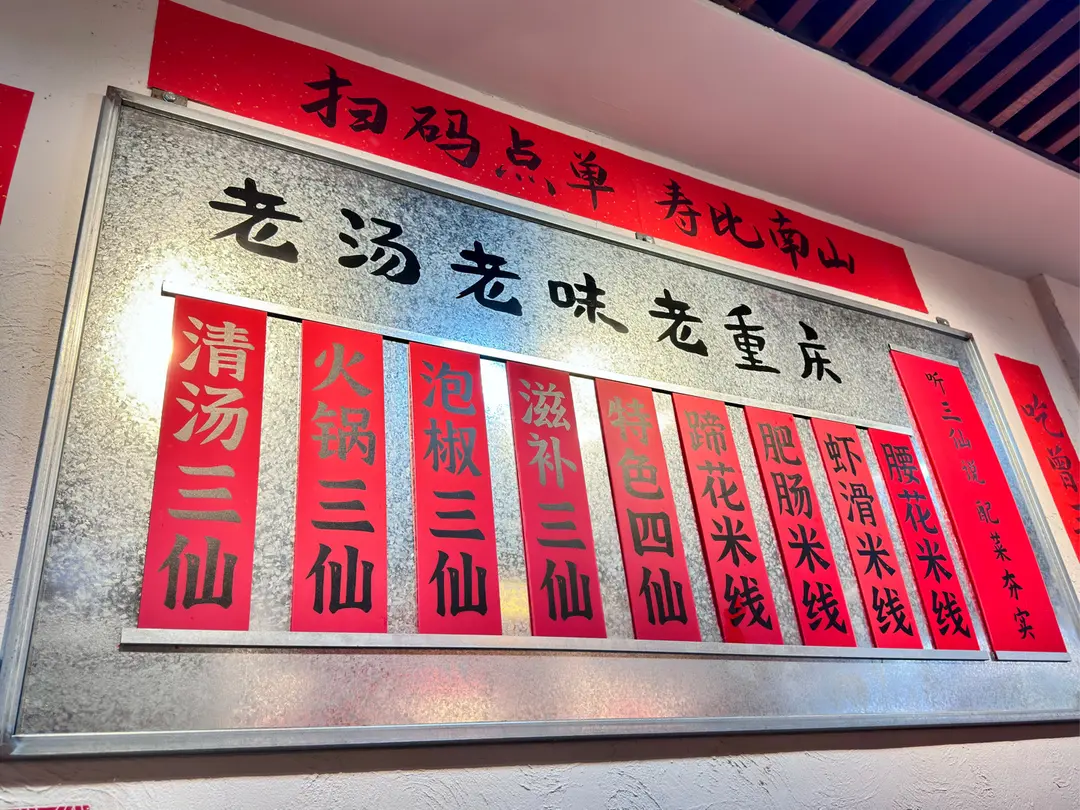 扫码点单 寿比南山
老汤老味老重庆
清汤三仙
火锅三仙
泡椒三仙
滋补三仙
特色四仙
蹄花米线
肥肠米线
虾滑米线
腰花米线
听三仙说 配菜夯实
吃曾